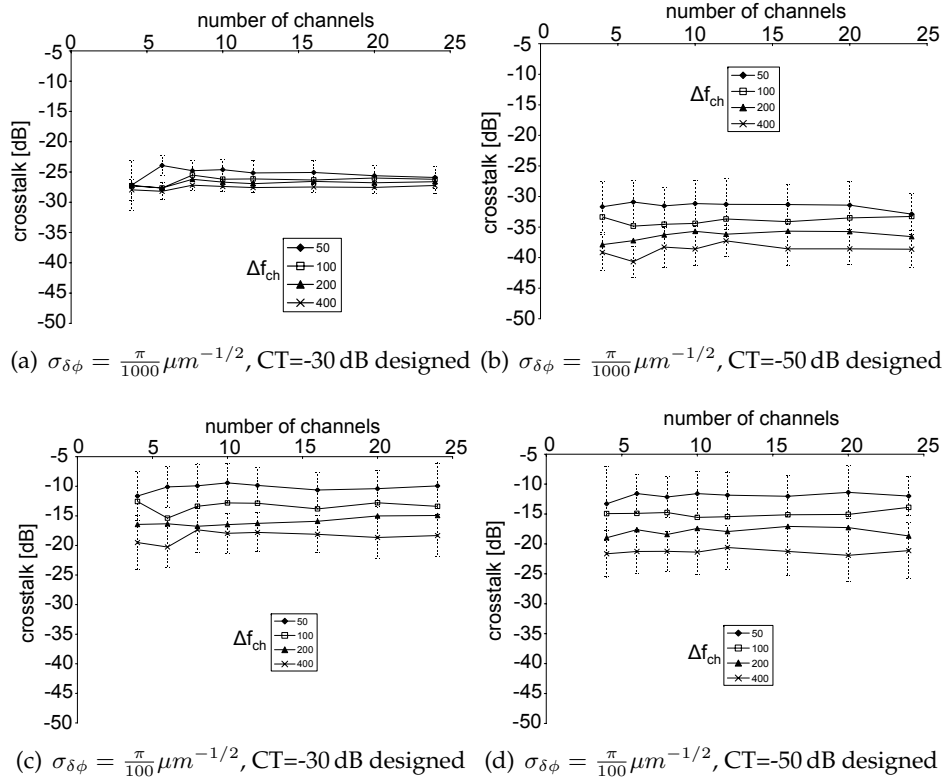 number of channels
0 5 10 15 20 25
-5
-10
-15
-20
-25
-30
-35
-40
-45
-50
crosstalk [dB]
Δf_ch
50
100
200
400
(a) σ_δφ = π/1000 μm^−1/2, CT=-30 dB designed
number of channels
0 5 10 15 20 25
-5
-10
-15
-20
-25
-30
-35
-40
-45
-50
crosstalk [dB]
Δf_ch
50
100
200
400
(b) σ_δφ = π/1000 μm^−1/2, CT=-50 dB designed
number of channels
0 5 10 15 20 25
-5
-10
-15
-20
-25
-30
-35
-40
-45
-50
crosstalk [dB]
Δf_ch
50
100
200
400
(c) σ_δφ = π/100 μm^−1/2, CT=-30 dB designed
number of channels
0 5 10 15 20 25
-5
-10
-15
-20
-25
-30
-35
-40
-45
-50
crosstalk [dB]
Δf_ch
50
100
200
400
(d) σ_δφ = π/100 μm^−1/2, CT=-50 dB designed